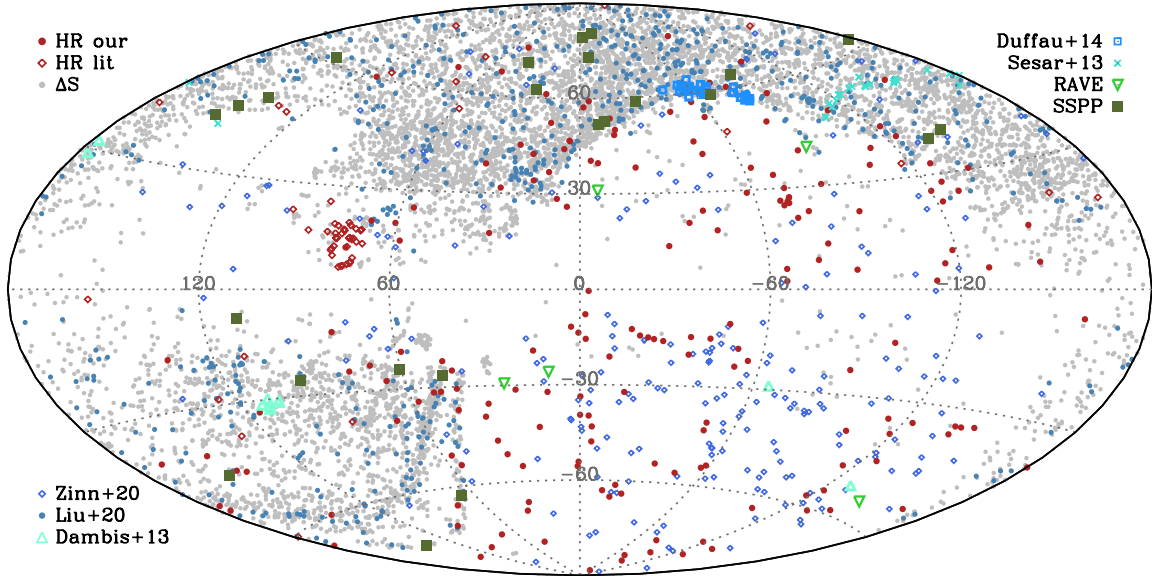 HR our
HR lit
ΔS
Duffau+14
Sesar+13
RAVE
SSPP
60
30
120
60
0
−60
−120
−30
−60
Zinn+20
Liu+20
Dambis+13